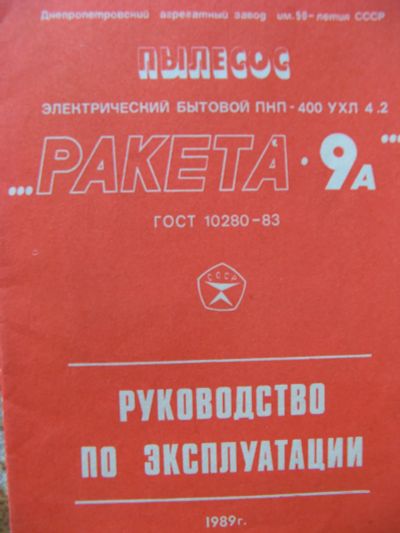 Днепропетровский агрегатный завод им.50-летия СССР
ПЫЛЕСОС
ЭЛЕКТРИЧЕСКИЙ БЫТОВОЙ ПНП-400 УХЛ 4.2
„РАКЕТА·9А“
ГОСТ 10280-83
СССР
РУКОВОДСТВО
ПО ЭКСПЛУАТАЦИИ
1989г.